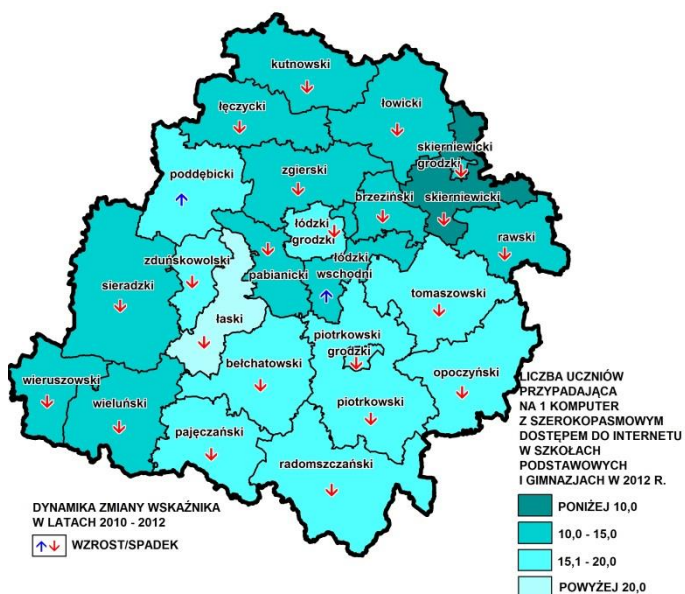 kutnowski
łęczycki
łowicki
skierniewicki
grodzki
poddębicki
zgierski
brzeziński
skierniewicki
łódzki
grodzki
rawski
zduńskowolski
pabianicki
łódzki
wschodni
sieradzki
tomaszowski
łaski
piotrkowski
grodzki
bełchatowski
opoczyński
wieruszowski
wieluński
piotrkowski
pajęczański
radomszczański
LICZBA UCZNIÓW
PRZYPADAJĄCA
NA 1 KOMPUTER
Z SZEROKOPASMOWYM
DOSTĘPEM DO INTERNETU
W SZKOŁACH
PODSTAWOWYCH
I GIMNAZJACH W 2012 R.
PONIŻEJ 10,0
10,0 - 15,0
15,1 - 20,0
POWYŻEJ 20,0
DYNAMIKA ZMIANY WSKAŹNIKA
W LATACH 2010 - 2012
WZROST/SPADEK